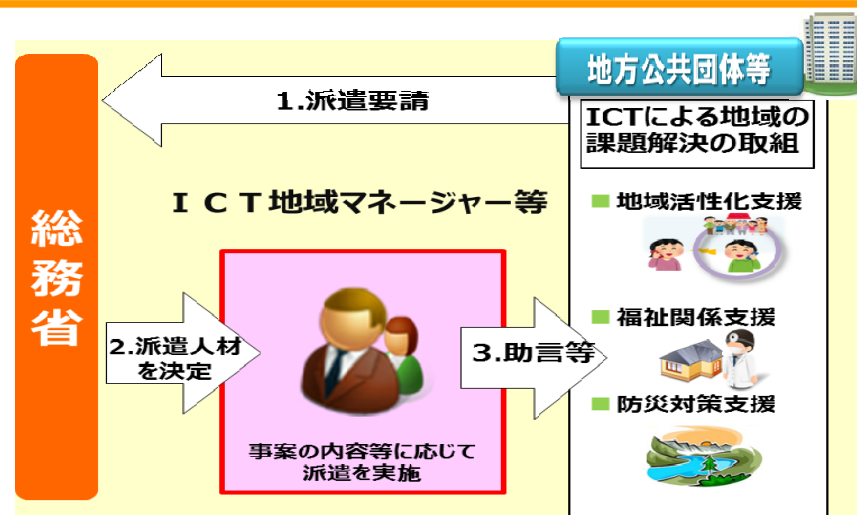 地方公共団体等
1.派遣要請
ICTによる地域の
課題解決の取組
ＩＣＴ地域マネージャー等
総務省
2.派遣人材
を決定
3.助言等
事案の内容等に応じて
派遣を実施
■ 地域活性化支援
■ 福祉関係支援
■ 防災対策支援